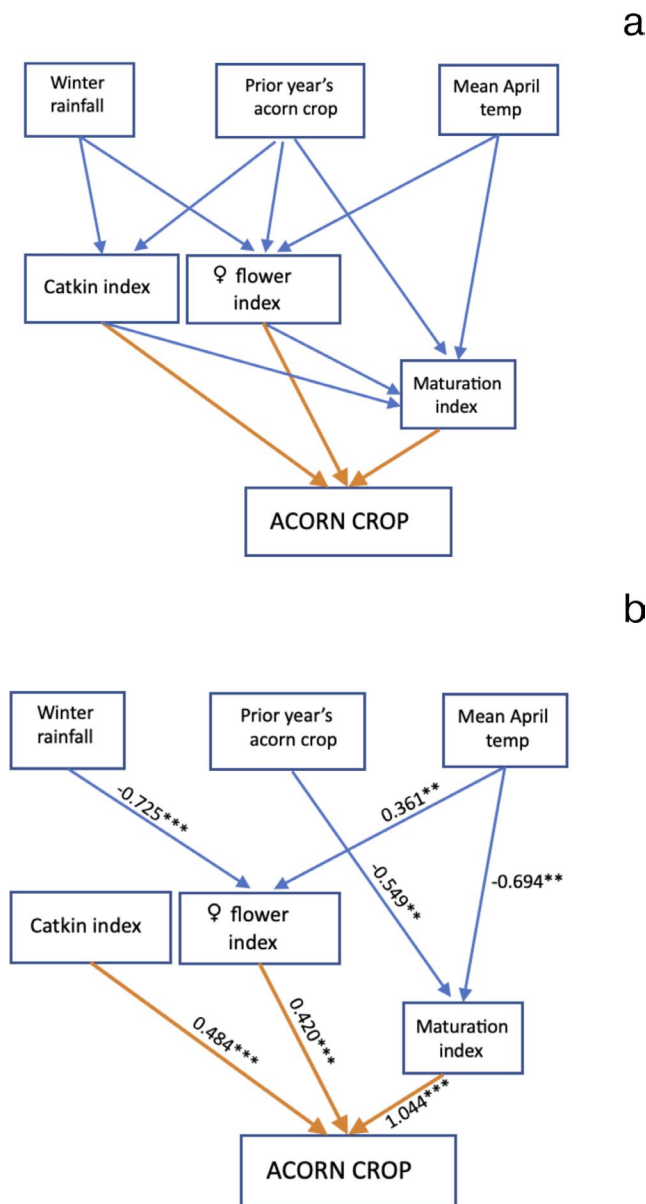 a
Winter
rainfall
Prior year's
acorn crop
Mean April
temp
Catkin index
♀ flower
index
Maturation
index
ACORN CROP
b
Winter
rainfall
Prior year's
acorn crop
Mean April
temp
-0.725***
0.361**
-0.549**
-0.694**
Catkin index
♀ flower
index
Maturation
index
0.484***
0.420***
1.044***
ACORN CROP